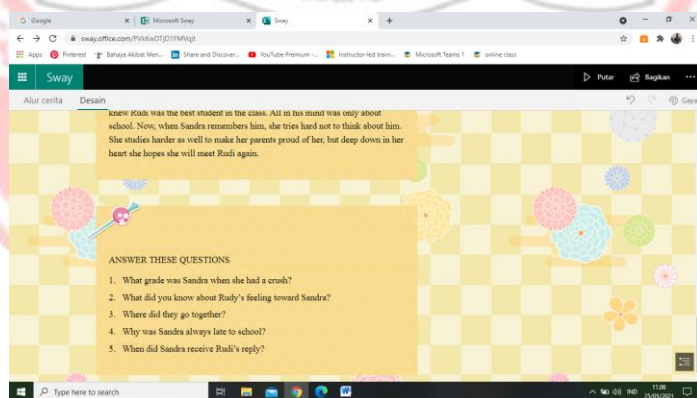 Google
Microsoft Sway
Sway
sway.office.com/PVkKwDTjD1FMVqjt
Apps Pinterest Bahaya Akibat Men... Share and Discover... YouTube Premium -... Instructor-led traini... Microsoft Teams 1 online class
Sway Putar Bagikan
Alur cerita Desain Gaya
knew Rudi was the best student in the class. All in his mind was only about
school. Now, when Sandra remembers him, she tries hard not to think about him.
She studies harder as well to make her parents proud of her, but deep down in her
heart she hopes she will meet Rudi again.
ANSWER THESE QUESTIONS
1. What grade was Sandra when she had a crush?
2. What did you know about Rudy's feeling toward Sandra?
3. Where did they go together?
4. Why was Sandra always late to school?
5. When did Sandra receive Rudi's reply?
Type here to search IND 11.06
25/05/2021